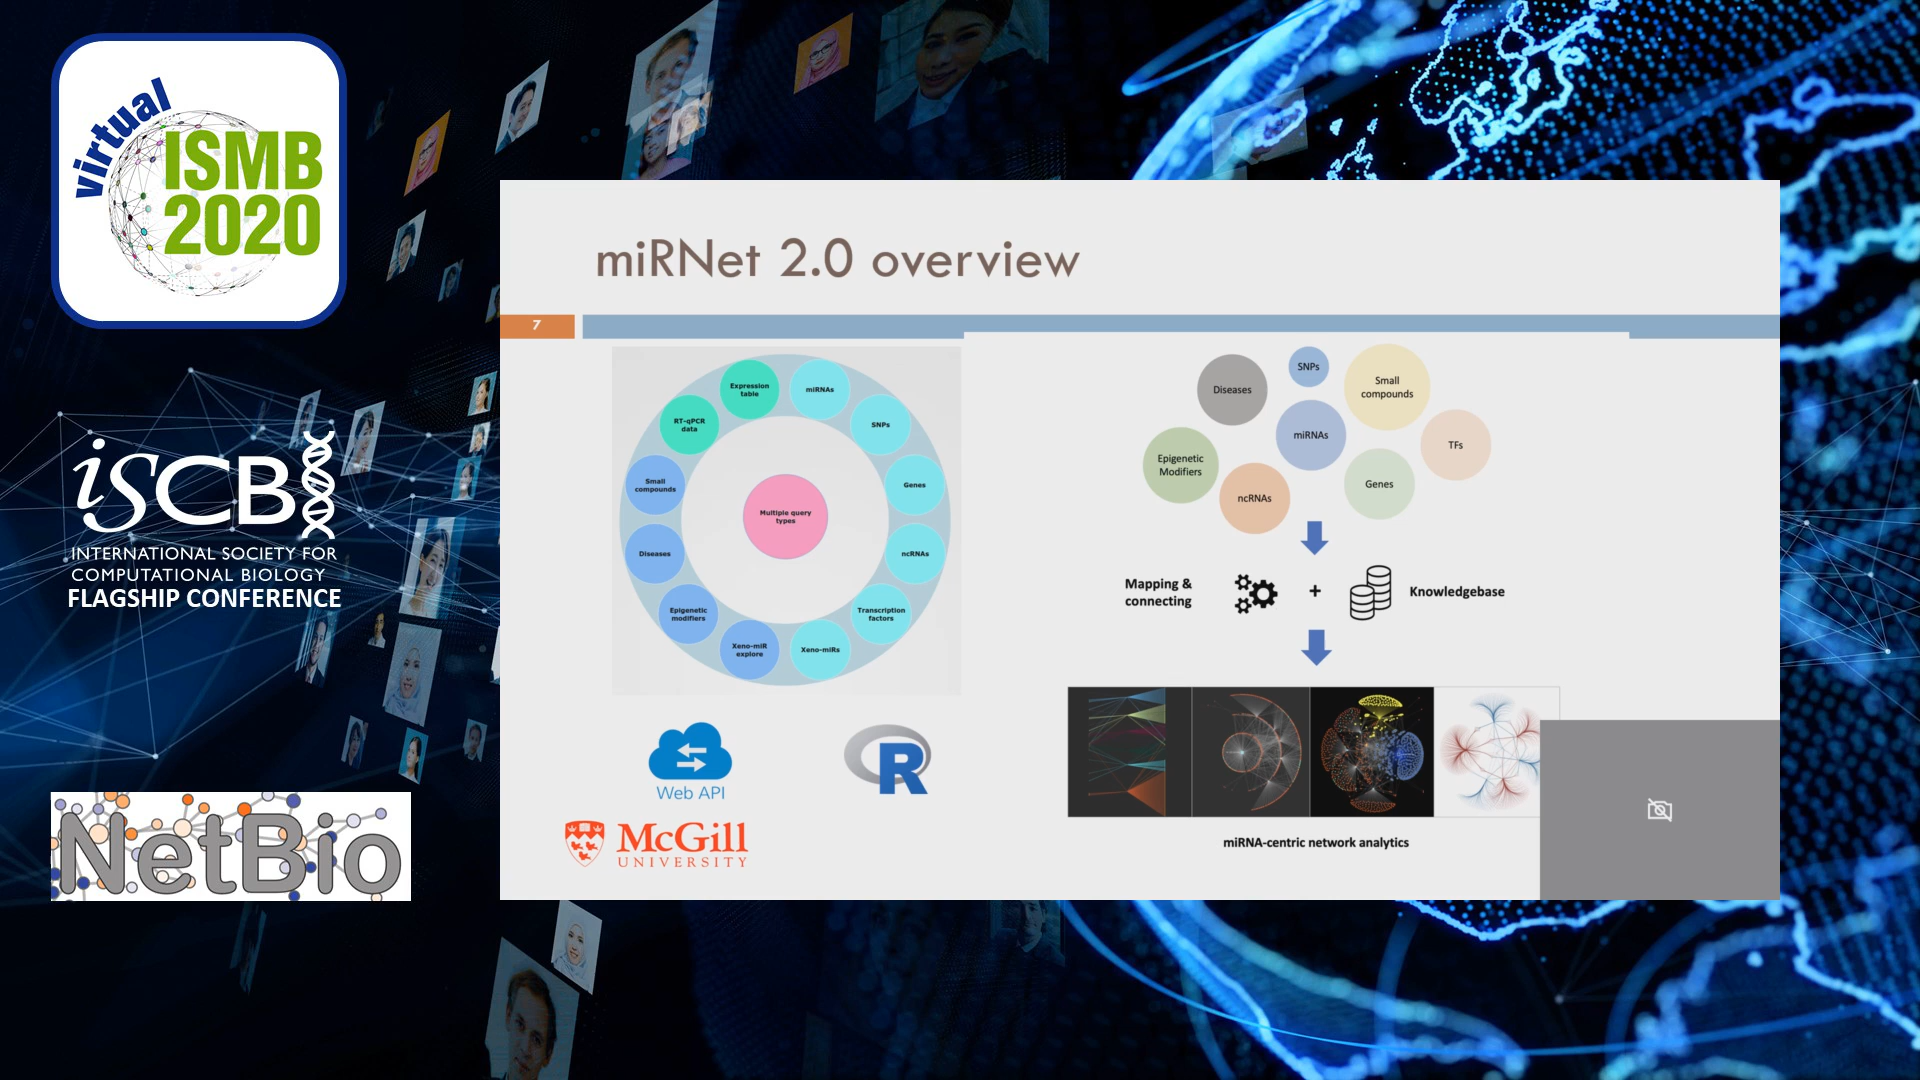 virtual
ISMB
2020
iSCB
INTERNATIONAL SOCIETY FOR
COMPUTATIONAL BIOLOGY
FLAGSHIP CONFERENCE
NetBio
miRNet 2.0 overview
7
Expression
table
miRNAs
RT-qPCR
data
SNPs
Small
compounds
Genes
Multiple query
types
Diseases
ncRNAs
Epigenetic
modifiers
Transcription
factors
Xeno-miR
explore
Xeno-miRs
Web API
R
McGill
UNIVERSITY
Diseases
SNPs
Small
compounds
miRNAs
TFs
Epigenetic
Modifiers
ncRNAs
Genes
Mapping &
connecting
+
Knowledgebase
miRNA-centric network analytics